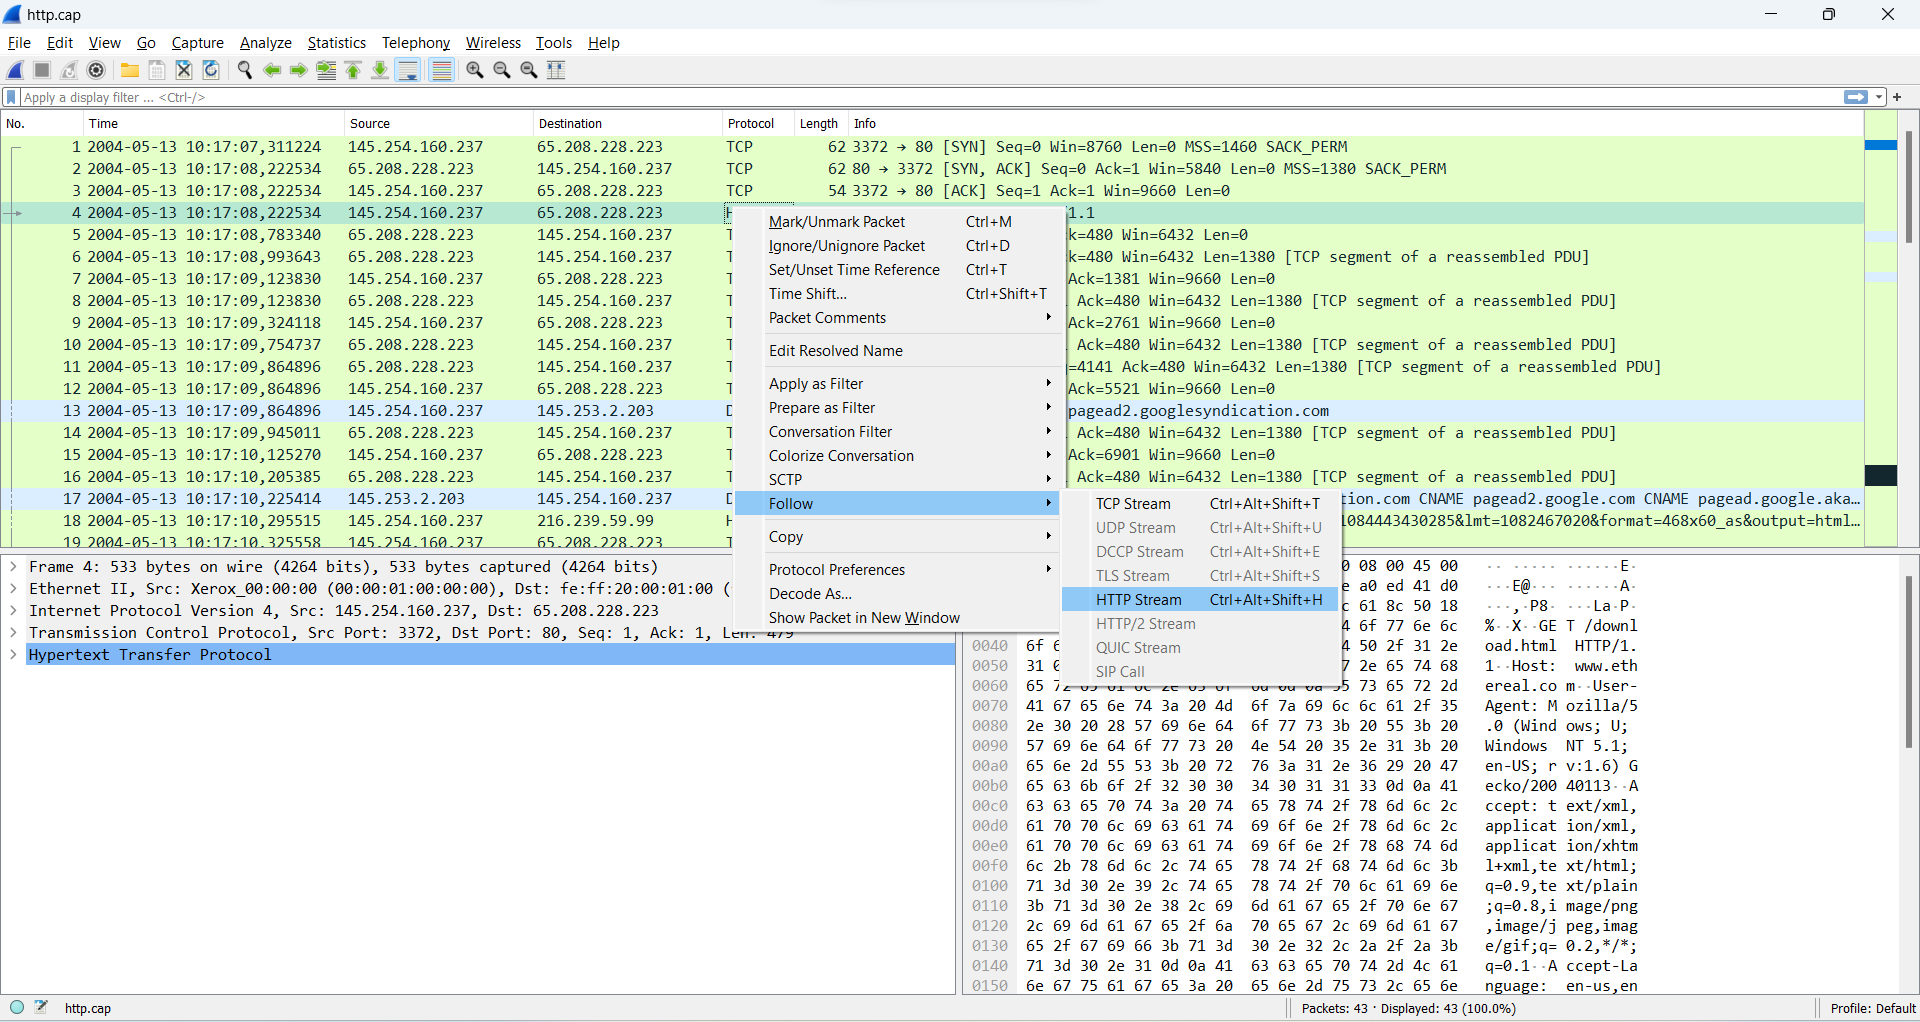 http.cap
File Edit View Go Capture Analyze Statistics Telephony Wireless Tools Help
Apply a display filter ... <Ctrl-/>
No. Time Source Destination Protocol Length Info
1 2004-05-13 10:17:07,311224 145.254.160.237 65.208.228.223 TCP 62 3372 → 80 [SYN] Seq=0 Win=8760 Len=0 MSS=1460 SACK_PERM
2 2004-05-13 10:17:08,222534 65.208.228.223 145.254.160.237 TCP 62 80 → 3372 [SYN, ACK] Seq=0 Ack=1 Win=5840 Len=0 MSS=1380 SACK_PERM
3 2004-05-13 10:17:08,222534 145.254.160.237 65.208.228.223 TCP 54 3372 → 80 [ACK] Seq=1 Ack=1 Win=9660 Len=0
4 2004-05-13 10:17:08,222534 145.254.160.237 65.208.228.223 H 1.1
5 2004-05-13 10:17:08,783340 65.208.228.223 145.254.160.237 T k=480 Win=6432 Len=0
6 2004-05-13 10:17:08,993643 65.208.228.223 145.254.160.237 T k=480 Win=6432 Len=1380 [TCP segment of a reassembled PDU]
7 2004-05-13 10:17:09,123830 145.254.160.237 65.208.228.223 T Ack=1381 Win=9660 Len=0
8 2004-05-13 10:17:09,123830 65.208.228.223 145.254.160.237 T Ack=480 Win=6432 Len=1380 [TCP segment of a reassembled PDU]
9 2004-05-13 10:17:09,324118 145.254.160.237 65.208.228.223 T Ack=2761 Win=9660 Len=0
10 2004-05-13 10:17:09,754737 65.208.228.223 145.254.160.237 T Ack=480 Win=6432 Len=1380 [TCP segment of a reassembled PDU]
11 2004-05-13 10:17:09,864896 65.208.228.223 145.254.160.237 T =4141 Ack=480 Win=6432 Len=1380 [TCP segment of a reassembled PDU]
12 2004-05-13 10:17:09,864896 145.254.160.237 65.208.228.223 T Ack=5521 Win=9660 Len=0
13 2004-05-13 10:17:09,864896 145.254.160.237 145.253.2.203 D pagead2.googlesyndication.com
14 2004-05-13 10:17:09,945011 65.208.228.223 145.254.160.237 T Ack=480 Win=6432 Len=1380 [TCP segment of a reassembled PDU]
15 2004-05-13 10:17:10,125270 145.254.160.237 65.208.228.223 T Ack=6901 Win=9660 Len=0
16 2004-05-13 10:17:10,205385 65.208.228.223 145.254.160.237 T Ack=480 Win=6432 Len=1380 [TCP segment of a reassembled PDU]
17 2004-05-13 10:17:10,225414 145.253.2.203 145.254.160.237 D tion.com CNAME pagead2.google.com CNAME pagead.google.aka…
18 2004-05-13 10:17:10,295515 145.254.160.237 216.239.59.99 H 1084443430285&lmt=1082467020&format=468x60_as&output=html…
19 2004-05-13 10:17:10,325558 145.254.160.237 65.208.228.223 T
Mark/Unmark Packet Ctrl+M
Ignore/Unignore Packet Ctrl+D
Set/Unset Time Reference Ctrl+T
Time Shift... Ctrl+Shift+T
Packet Comments
Edit Resolved Name
Apply as Filter
Prepare as Filter
Conversation Filter
Colorize Conversation
SCTP
Follow
Copy
Protocol Preferences
Decode As...
Show Packet in New Window
TCP Stream Ctrl+Alt+Shift+T
UDP Stream Ctrl+Alt+Shift+U
DCCP Stream Ctrl+Alt+Shift+E
TLS Stream Ctrl+Alt+Shift+S
HTTP Stream Ctrl+Alt+Shift+H
HTTP/2 Stream
QUIC Stream
SIP Call
Frame 4: 533 bytes on wire (4264 bits), 533 bytes captured (4264 bits)
Ethernet II, Src: Xerox_00:00:00 (00:00:01:00:00:00), Dst: fe:ff:20:00:01:00 (
Internet Protocol Version 4, Src: 145.254.160.237, Dst: 65.208.228.223
Transmission Control Protocol, Src Port: 3372, Dst Port: 80, Seq: 1, Ack: 1, Len: 479
Hypertext Transfer Protocol
0 08 00 45 00 ·· ····· ······E·
e a0 ed 41 d0 ···E@··· ······A·
c 61 8c 50 18 ···,·P8· ···La·P·
4 6f 77 6e 6c %··X··GE T /downl
0040 6f 6 4 50 2f 31 2e oad.html HTTP/1.
0050 31 0 7 2e 65 74 68 1··Host: www.eth
0060 65 72 65 61 6c 2e 63 6f 6d 0d 0a 55 73 65 72 2d ereal.co m··User-
0070 41 67 65 6e 74 3a 20 4d 6f 7a 69 6c 6c 61 2f 35 Agent: M ozilla/5
0080 2e 30 20 28 57 69 6e 64 6f 77 73 3b 20 55 3b 20 .0 (Wind ows; U;
0090 57 69 6e 64 6f 77 73 20 4e 54 20 35 2e 31 3b 20 Windows NT 5.1;
00a0 65 6e 2d 55 53 3b 20 72 76 3a 31 2e 36 29 20 47 en-US; r v:1.6) G
00b0 65 63 6b 6f 2f 32 30 30 34 30 31 31 33 0d 0a 41 ecko/200 40113··A
00c0 63 63 65 70 74 3a 20 74 65 78 74 2f 78 6d 6c 2c ccept: t ext/xml,
00d0 61 70 70 6c 69 63 61 74 69 6f 6e 2f 78 6d 6c 2c applicat ion/xml,
00e0 61 70 70 6c 69 63 61 74 69 6f 6e 2f 78 68 74 6d applicat ion/xhtm
00f0 6c 2b 78 6d 6c 2c 74 65 78 74 2f 68 74 6d 6c 3b l+xml,te xt/html;
0100 71 3d 30 2e 39 2c 74 65 78 74 2f 70 6c 61 69 6e q=0.9,te xt/plain
0110 3b 71 3d 30 2e 38 2c 69 6d 61 67 65 2f 70 6e 67 ;q=0.8,i mage/png
0120 2c 69 6d 61 67 65 2f 6a 70 65 67 2c 69 6d 61 67 ,image/j peg,imag
0130 65 2f 67 69 66 3b 71 3d 30 2e 32 2c 2a 2f 2a 3b e/gif;q= 0.2,*/*;
0140 71 3d 30 2e 31 0d 0a 41 63 63 65 70 74 2d 4c 61 q=0.1··A ccept-La
0150 6e 67 75 61 67 65 3a 20 65 6e 2d 75 73 2c 65 6e nguage: en-us,en
http.cap
Packets: 43 · Displayed: 43 (100.0%)
Profile: Default